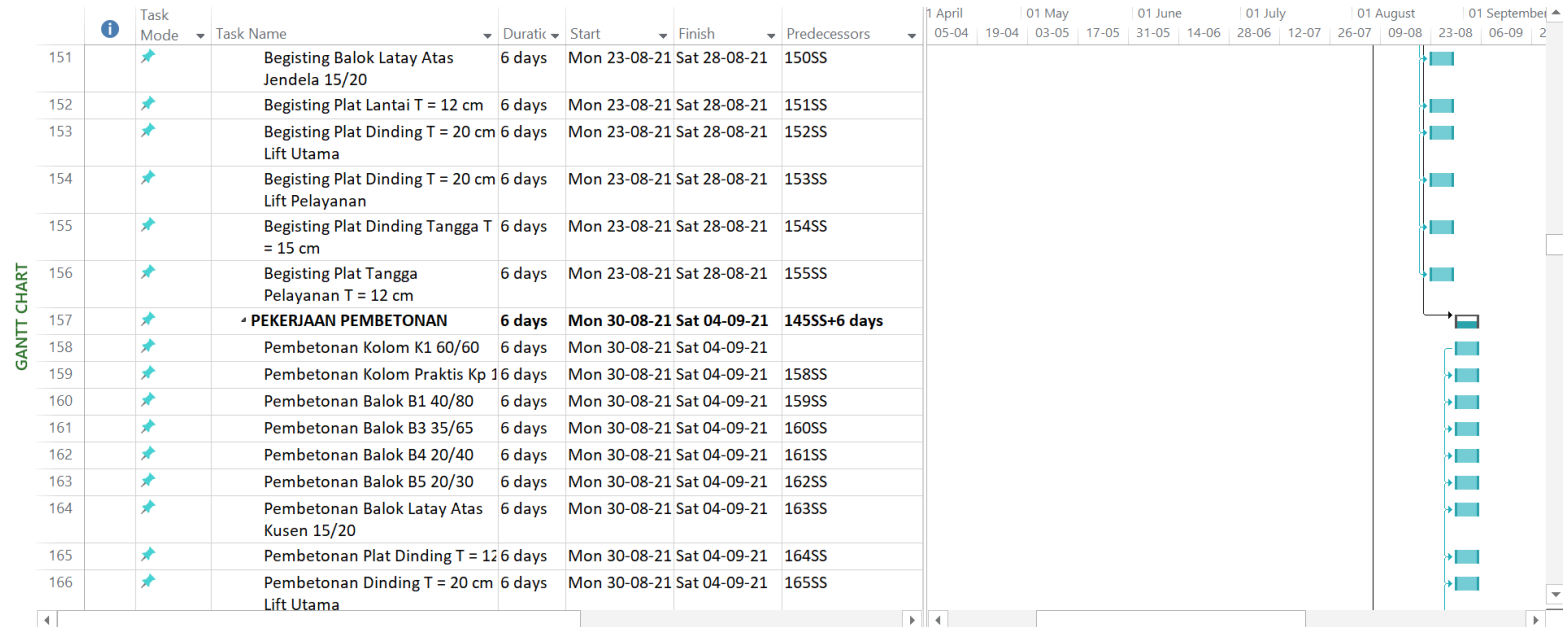 GANTT CHART
Task
Mode
Task Name
Duratic
Start
Finish
Predecessors
1 April
01 May
01 June
01 July
01 August
01 September
05-04 19-04 03-05 17-05 31-05 14-06 28-06 12-07 26-07 09-08 23-08 06-09 2
151 Begisting Balok Latay Atas 6 days Mon 23-08-21 Sat 28-08-21 150SS
Jendela 15/20
152 Begisting Plat Lantai T = 12 cm 6 days Mon 23-08-21 Sat 28-08-21 151SS
153 Begisting Plat Dinding T = 20 cm 6 days Mon 23-08-21 Sat 28-08-21 152SS
Lift Utama
154 Begisting Plat Dinding T = 20 cm 6 days Mon 23-08-21 Sat 28-08-21 153SS
Lift Pelayanan
155 Begisting Plat Dinding Tangga T 6 days Mon 23-08-21 Sat 28-08-21 154SS
= 15 cm
156 Begisting Plat Tangga 6 days Mon 23-08-21 Sat 28-08-21 155SS
Pelayanan T = 12 cm
157 PEKERJAAN PEMBETONAN 6 days Mon 30-08-21 Sat 04-09-21 145SS+6 days
158 Pembetonan Kolom K1 60/60 6 days Mon 30-08-21 Sat 04-09-21
159 Pembetonan Kolom Praktis Kp 1 6 days Mon 30-08-21 Sat 04-09-21 158SS
160 Pembetonan Balok B1 40/80 6 days Mon 30-08-21 Sat 04-09-21 159SS
161 Pembetonan Balok B3 35/65 6 days Mon 30-08-21 Sat 04-09-21 160SS
162 Pembetonan Balok B4 20/40 6 days Mon 30-08-21 Sat 04-09-21 161SS
163 Pembetonan Balok B5 20/30 6 days Mon 30-08-21 Sat 04-09-21 162SS
164 Pembetonan Balok Latay Atas 6 days Mon 30-08-21 Sat 04-09-21 163SS
Kusen 15/20
165 Pembetonan Plat Dinding T = 12 6 days Mon 30-08-21 Sat 04-09-21 164SS
166 Pembetonan Dinding T = 20 cm 6 days Mon 30-08-21 Sat 04-09-21 165SS
Lift Utama